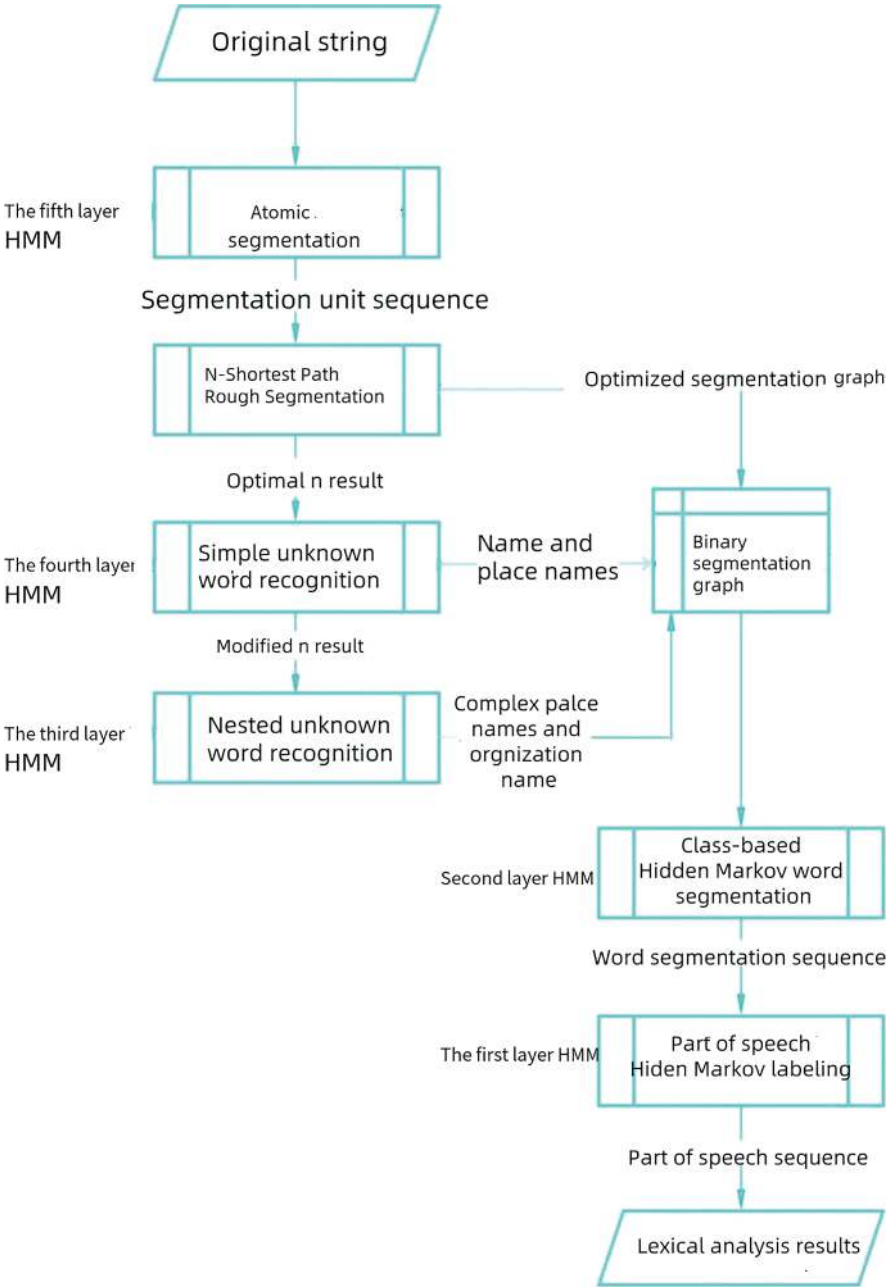 Original string
The fifth layer
HMM
Atomic
segmentation
Segmentation unit sequence
N-Shortest Path
Rough Segmentation
Optimized segmentation graph
Optimal n result
The fourth layer
HMM
Simple unknown
word recognition
Name and
place names
Binary
segmentation
graph
Modified n result
The third layer
HMM
Nested unknown
word recognition
Complex palce
names and
orgnization
name
Second layer HMM
Class-based
Hidden Markov word
segmentation
Word segmentation sequence
The first layer HMM
Part of speech
Hiden Markov labeling
Part of speech sequence
Lexical analysis results